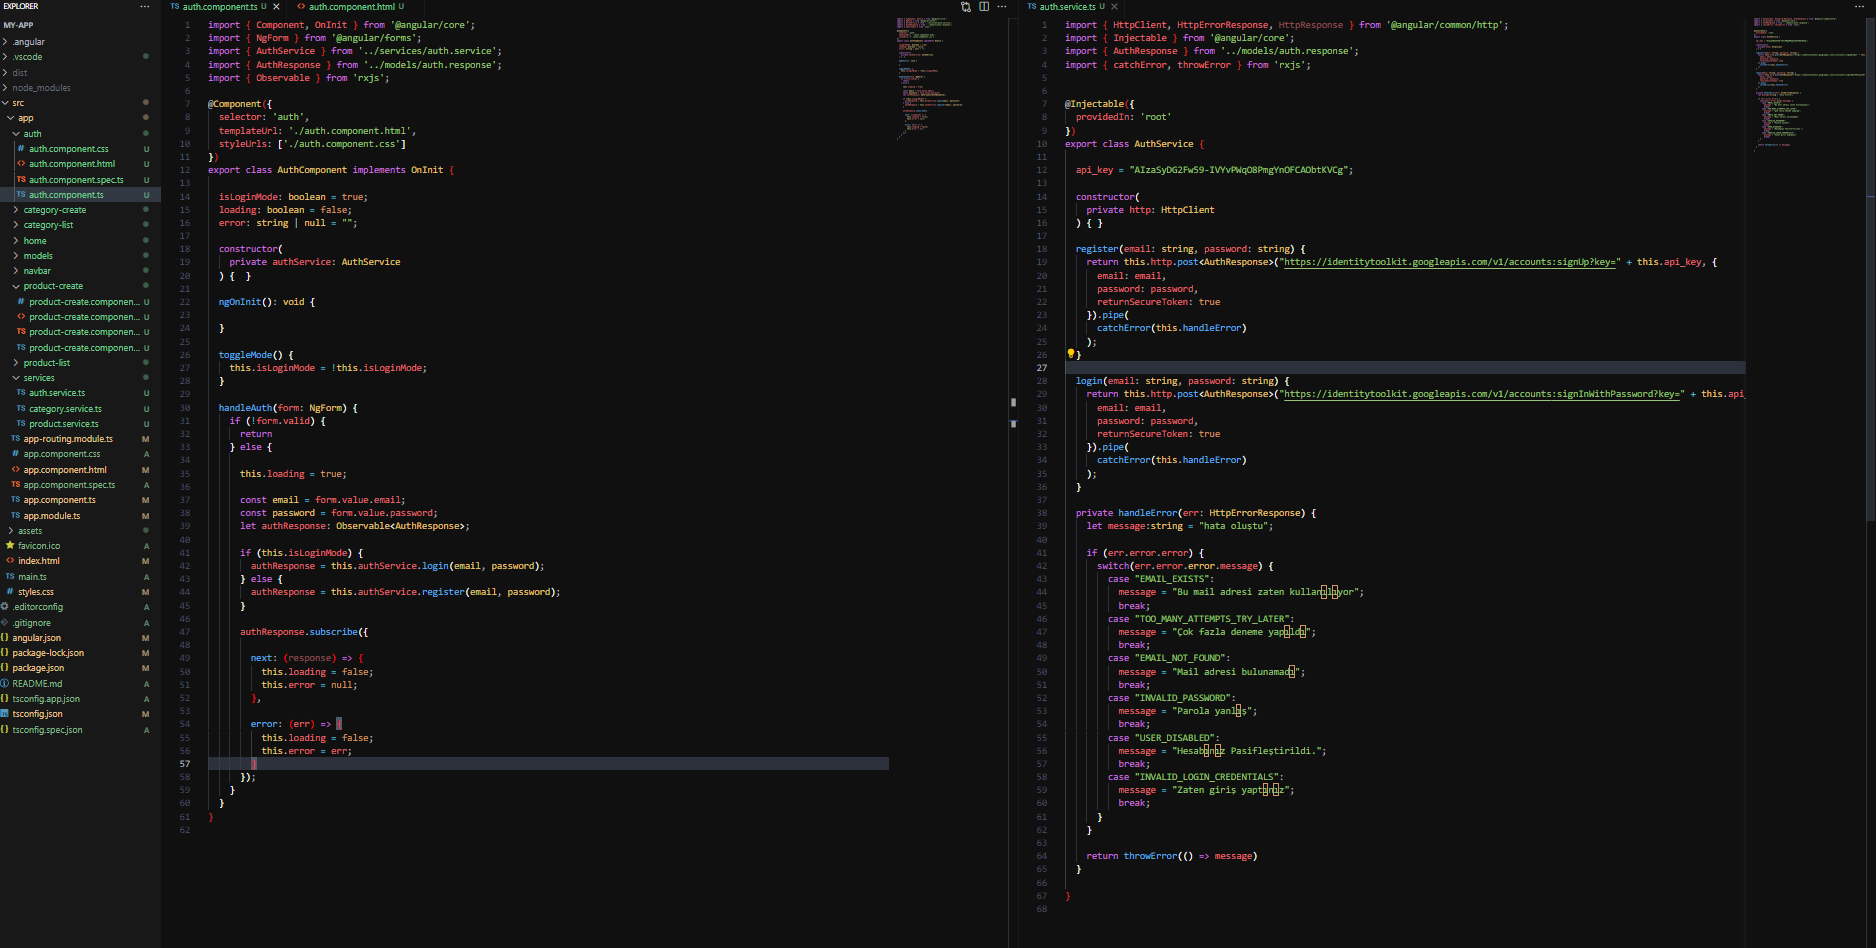 EXPLORER
MY-APP
.angular
.vscode
dist
node_modules
src
app
auth
# auth.component.css U
<> auth.component.html U
TS auth.component.spec.ts U
TS auth.component.ts U
category-create
category-list
home
models
navbar
product-create
# product-create.componen... U
<> product-create.componen... U
TS product-create.componen... U
TS product-create.componen... U
product-list
services
TS auth.service.ts U
TS category.service.ts U
TS product.service.ts U
TS app-routing.module.ts M
# app.component.css A
<> app.component.html M
TS app.component.spec.ts A
TS app.component.ts M
TS app.module.ts M
assets
favicon.ico A
<> index.html M
TS main.ts A
# styles.css M
.editorconfig A
.gitignore A
{} angular.json M
{} package-lock.json M
{} package.json M
README.md A
{} tsconfig.app.json A
tsconfig.json M
{} tsconfig.spec.json A
TS auth.component.ts U
<> auth.component.html U
1 import { Component, OnInit } from '@angular/core';
2 import { NgForm } from '@angular/forms';
3 import { AuthService } from '../services/auth.service';
4 import { AuthResponse } from '../models/auth.response';
5 import { Observable } from 'rxjs';
6
7 @Component({
8 selector: 'auth',
9 templateUrl: './auth.component.html',
10 styleUrls: ['./auth.component.css']
11 })
12 export class AuthComponent implements OnInit {
13
14 isLoginMode: boolean = true;
15 loading: boolean = false;
16 error: string | null = "";
17
18 constructor(
19 private authService: AuthService
20 ) { }
21
22 ngOnInit(): void {
23
24 }
25
26 toggleMode() {
27 this.isLoginMode = !this.isLoginMode;
28 }
29
30 handleAuth(form: NgForm) {
31 if (!form.valid) {
32 return
33 } else {
34
35 this.loading = true;
36
37 const email = form.value.email;
38 const password = form.value.password;
39 let authResponse: Observable<AuthResponse>;
40
41 if (this.isLoginMode) {
42 authResponse = this.authService.login(email, password);
43 } else {
44 authResponse = this.authService.register(email, password);
45 }
46
47 authResponse.subscribe({
48
49 next: (response) => {
50 this.loading = false;
51 this.error = null;
52 },
53
54 error: (err) => {
55 this.loading = false;
56 this.error = err;
57 }
58 });
59 }
60 }
61 }
62
TS auth.service.ts U
1 import { HttpClient, HttpErrorResponse, HttpResponse } from '@angular/common/http';
2 import { Injectable } from '@angular/core';
3 import { AuthResponse } from '../models/auth.response';
4 import { catchError, throwError } from 'rxjs';
5
6
7 @Injectable({
8 providedIn: 'root'
9 })
10 export class AuthService {
11
12 api_key = "AIzaSyDG2Fw59-IVYvPWqO8PmgYnOFCAObtKVCg";
13
14 constructor(
15 private http: HttpClient
16 ) { }
17
18 register(email: string, password: string) {
19 return this.http.post<AuthResponse>("https://identitytoolkit.googleapis.com/v1/accounts:signUp?key=" + this.api_key, {
20 email: email,
21 password: password,
22 returnSecureToken: true
23 }).pipe(
24 catchError(this.handleError)
25 );
26 }
27
28 login(email: string, password: string) {
29 return this.http.post<AuthResponse>("https://identitytoolkit.googleapis.com/v1/accounts:signInWithPassword?key=" + this.api_
30 email: email,
31 password: password,
32 returnSecureToken: true
33 }).pipe(
34 catchError(this.handleError)
35 );
36 }
37
38 private handleError(err: HttpErrorResponse) {
39 let message:string = "hata oluştu";
40
41 if (err.error.error) {
42 switch(err.error.error.message) {
43 case "EMAIL_EXISTS":
44 message = "Bu mail adresi zaten kullanılıyor";
45 break;
46 case "TOO_MANY_ATTEMPTS_TRY_LATER":
47 message = "Çok fazla deneme yapıldı";
48 break;
49 case "EMAIL_NOT_FOUND":
50 message = "Mail adresi bulunamadı";
51 break;
52 case "INVALID_PASSWORD":
53 message = "Parola yanlış";
54 break;
55 case "USER_DISABLED":
56 message = "Hesabınız Pasifleştirildi.";
57 break;
58 case "INVALID_LOGIN_CREDENTIALS":
59 message = "Zaten giriş yaptınız";
60 break;
61 }
62 }
63
64 return throwError(() => message)
65 }
66
67 }
68